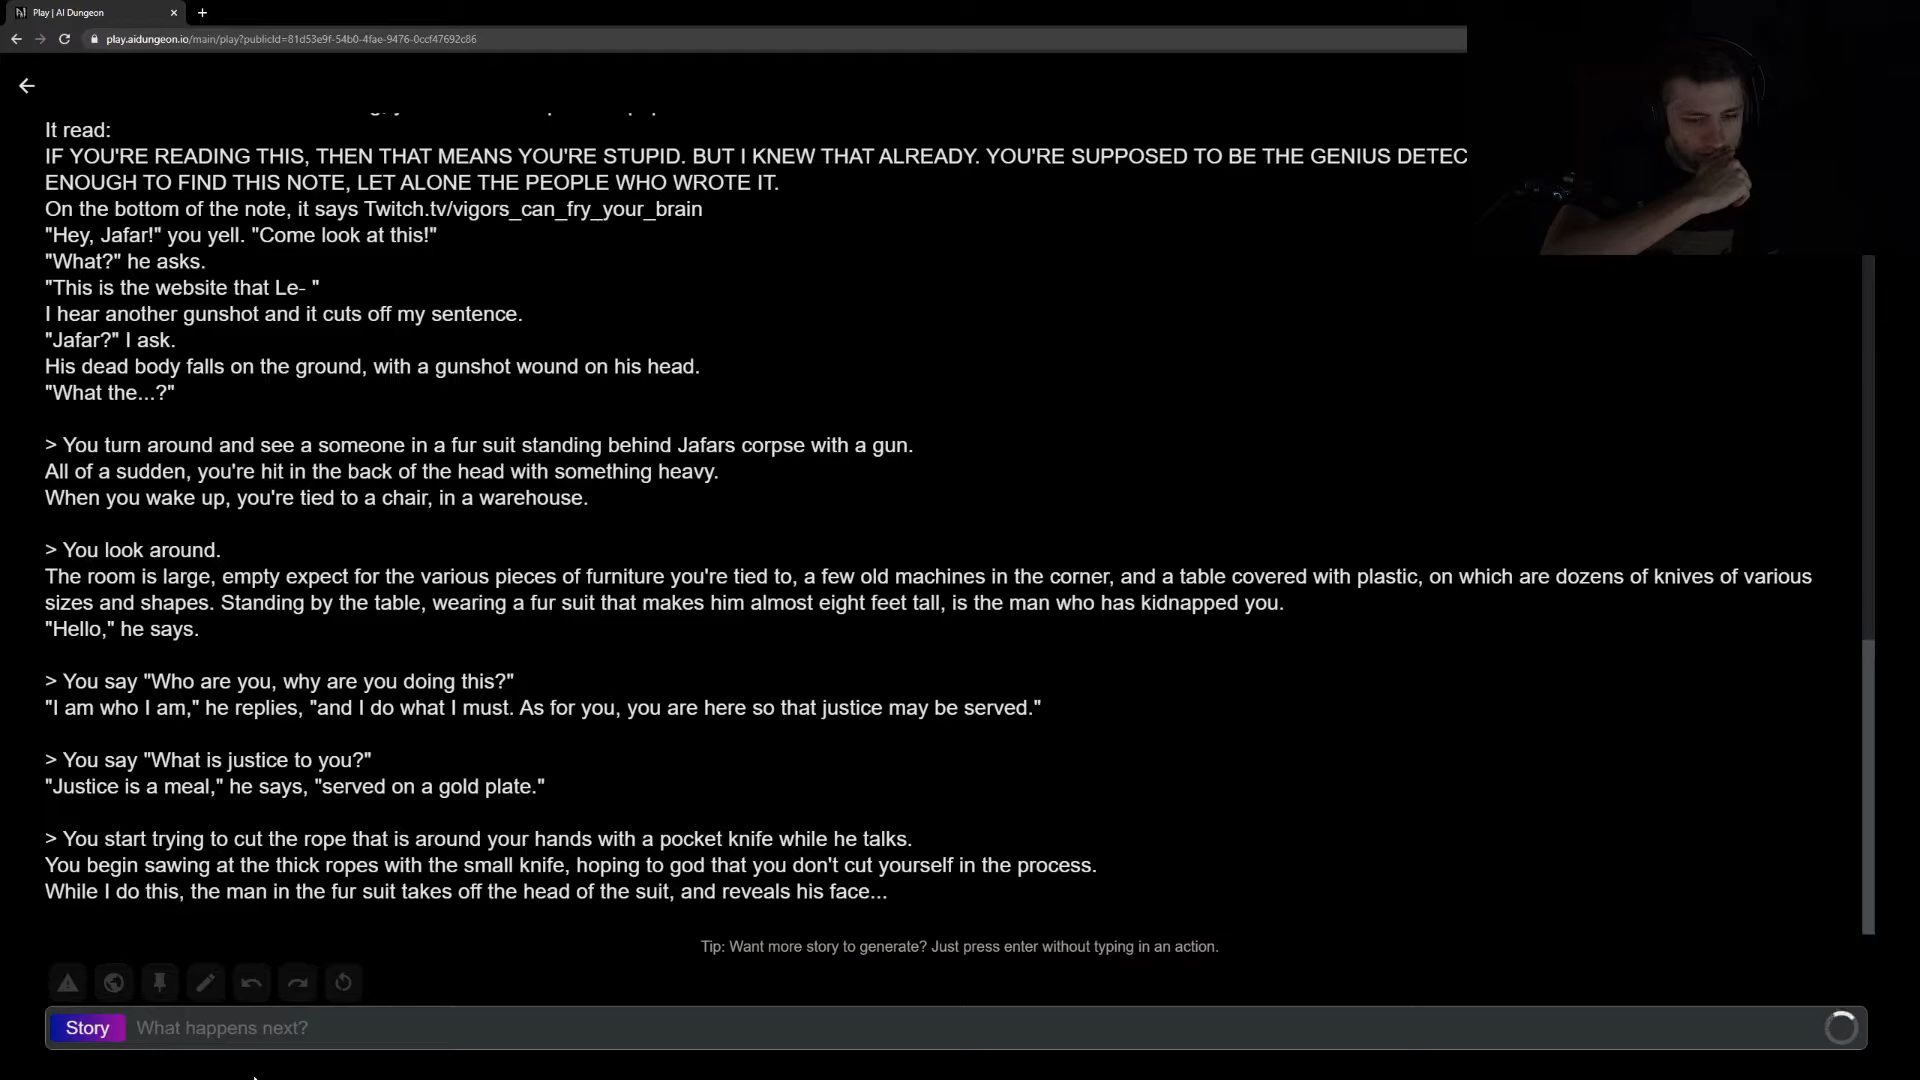 Play | AI Dungeon
play.aidungeon.io/main/play?publicId=81d53e9f-54b0-4fae-9476-0ccf47692c86
It read:
IF YOU'RE READING THIS, THEN THAT MEANS YOU'RE STUPID. BUT I KNEW THAT ALREADY. YOU'RE SUPPOSED TO BE THE GENIUS DETEC
ENOUGH TO FIND THIS NOTE, LET ALONE THE PEOPLE WHO WROTE IT.
On the bottom of the note, it says Twitch.tv/vigors_can_fry_your_brain
"Hey, Jafar!" you yell. "Come look at this!"
"What?" he asks.
"This is the website that Le- "
I hear another gunshot and it cuts off my sentence.
"Jafar?" I ask.
His dead body falls on the ground, with a gunshot wound on his head.
"What the...?"
> You turn around and see a someone in a fur suit standing behind Jafars corpse with a gun.
All of a sudden, you're hit in the back of the head with something heavy.
When you wake up, you're tied to a chair, in a warehouse.
> You look around.
The room is large, empty expect for the various pieces of furniture you're tied to, a few old machines in the corner, and a table covered with plastic, on which are dozens of knives of various
sizes and shapes. Standing by the table, wearing a fur suit that makes him almost eight feet tall, is the man who has kidnapped you.
"Hello," he says.
> You say "Who are you, why are you doing this?"
"I am who I am," he replies, "and I do what I must. As for you, you are here so that justice may be served."
> You say "What is justice to you?"
"Justice is a meal," he says, "served on a gold plate."
> You start trying to cut the rope that is around your hands with a pocket knife while he talks.
You begin sawing at the thick ropes with the small knife, hoping to god that you don't cut yourself in the process.
While I do this, the man in the fur suit takes off the head of the suit, and reveals his face...
Tip: Want more story to generate? Just press enter without typing in an action.
Story What happens next?